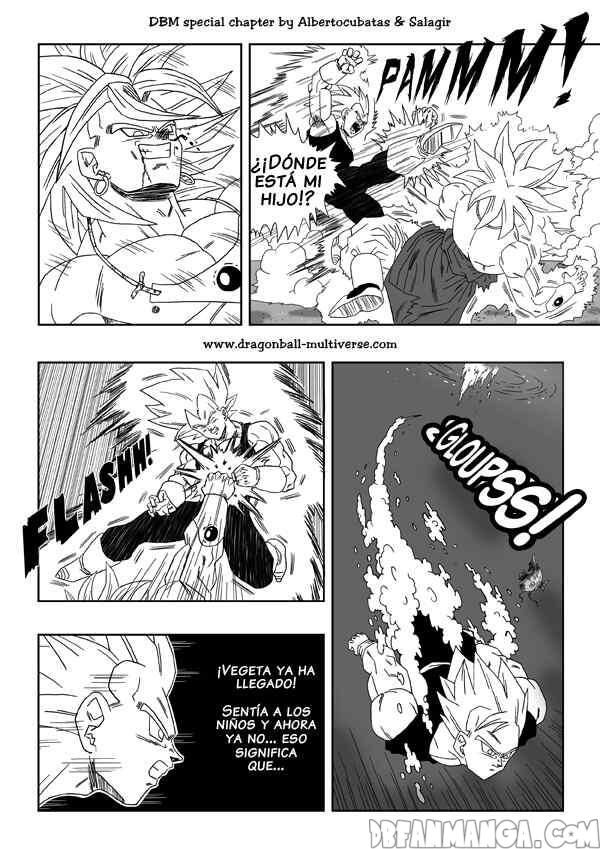 DBM special chapter by Albertocubatas & Salagir
PAMMM!
¿¡DÓNDE
ESTÁ MI
HIJO!?
www.dragonball-multiverse.com
FLASHH!
¡GLOUPSS!
¡VEGETA YA HA
LLEGADO!
SENTÍA A LOS
NIÑOS Y AHORA
YA NO... ESO
SIGNIFICA
QUE...
DBFANMANGA.COM